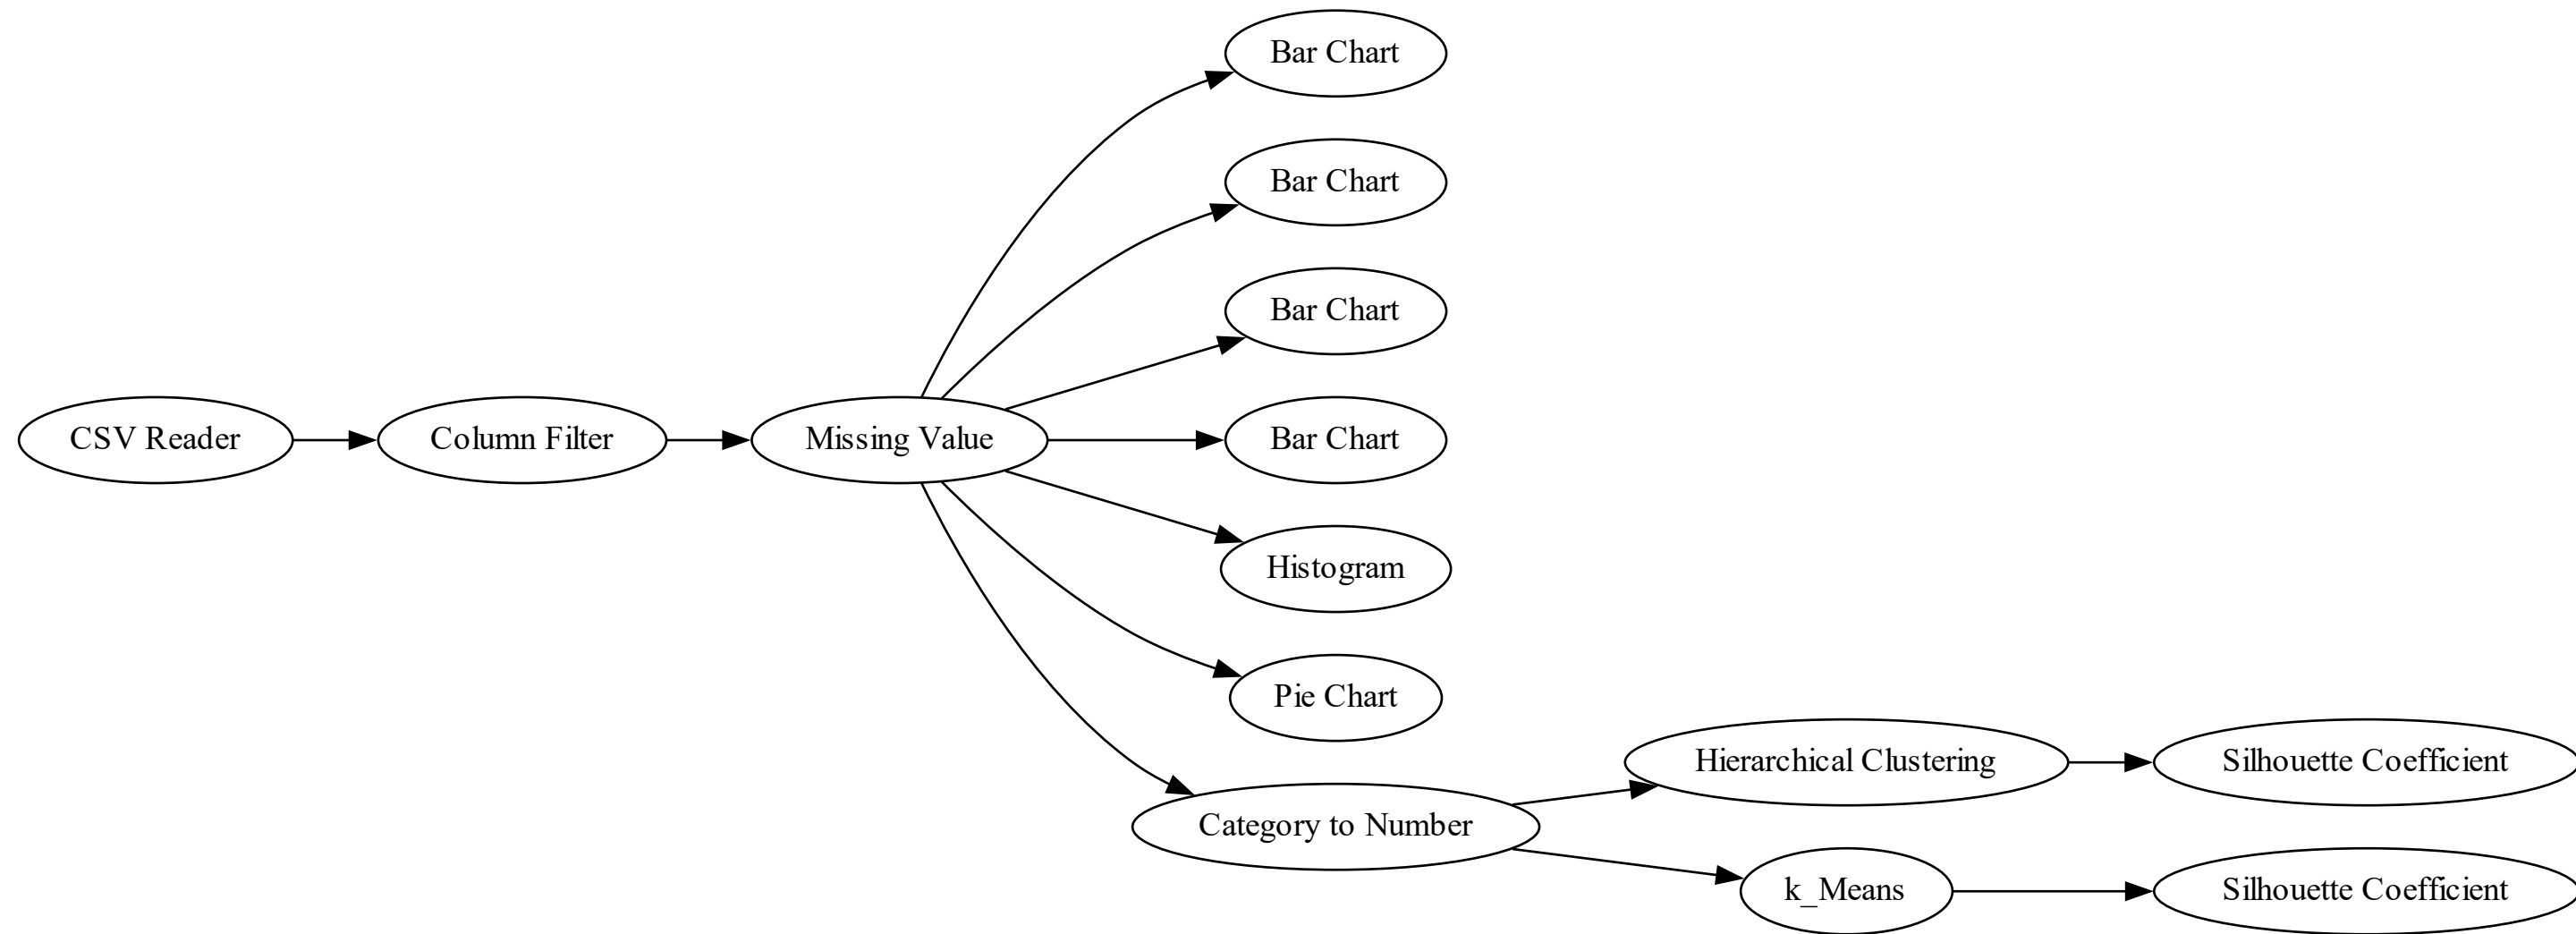 Bar Chart
Bar Chart
Bar Chart
CSV Reader
Column Filter
Missing Value
Bar Chart
Histogram
Pie Chart
Hierarchical Clustering
Silhouette Coefficient
Category to Number
k_Means
Silhouette Coefficient